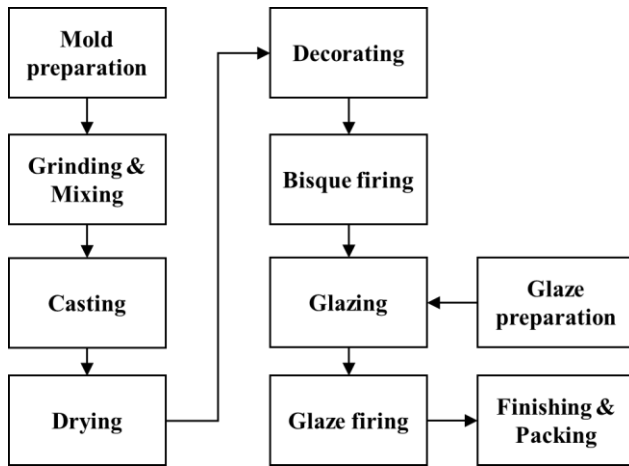 Mold
preparation
Grinding &
Mixing
Casting
Drying
Decorating
Bisque firing
Glazing
Glaze
preparation
Glaze firing
Finishing &
Packing